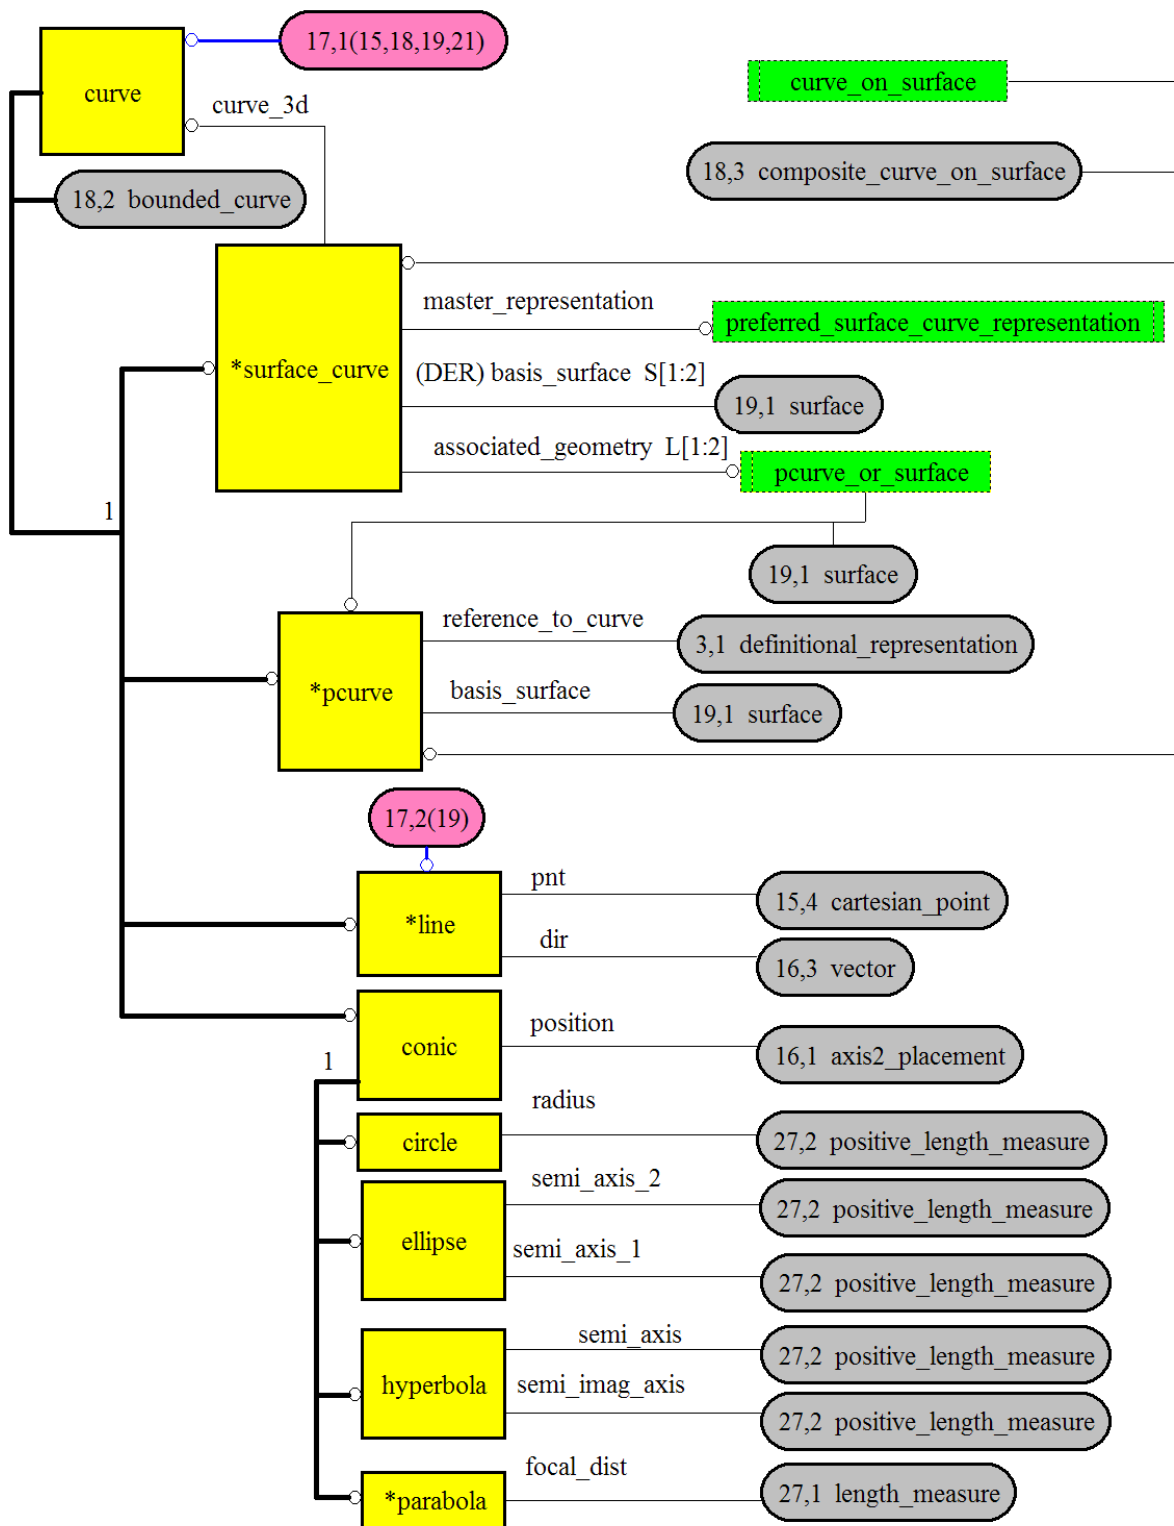 17,1(15,18,19,21)
curve
curve_on_surface
curve_3d
18,3 composite_curve_on_surface
18,2 bounded_curve
master_representation
preferred_surface_curve_representation
*surface_curve
(DER) basis_surface S[1:2]
19,1 surface
associated_geometry L[1:2]
pcurve_or_surface
1
19,1 surface
reference_to_curve
3,1 definitional_representation
*pcurve
basis_surface
19,1 surface
17,2(19)
pnt
15,4 cartesian_point
*line
dir
16,3 vector
position
conic
16,1 axis2_placement
1
radius
circle
27,2 positive_length_measure
semi_axis_2
27,2 positive_length_measure
ellipse
semi_axis_1
27,2 positive_length_measure
semi_axis
27,2 positive_length_measure
hyperbola
semi_imag_axis
27,2 positive_length_measure
focal_dist
27,1 length_measure
*parabola